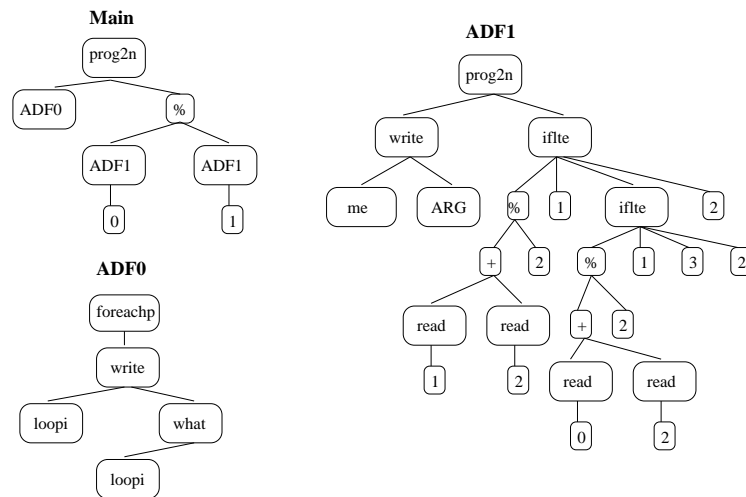 Main
prog2n
ADF0 %
ADF1 ADF1
0 1
ADF0
foreachp
write
loopi what
loopi
ADF1
prog2n
write iflte
me ARG % 1 iflte 2
+ 2 % 1 3 2
read read + 2
1 2 read read
0 2